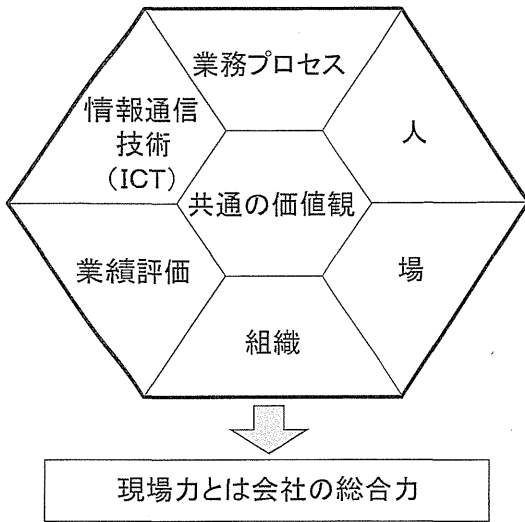 業務プロセス
情報通信
技術
（ICT）
人
共通の価値観
業績評価
場
組織
現場力とは会社の総合力